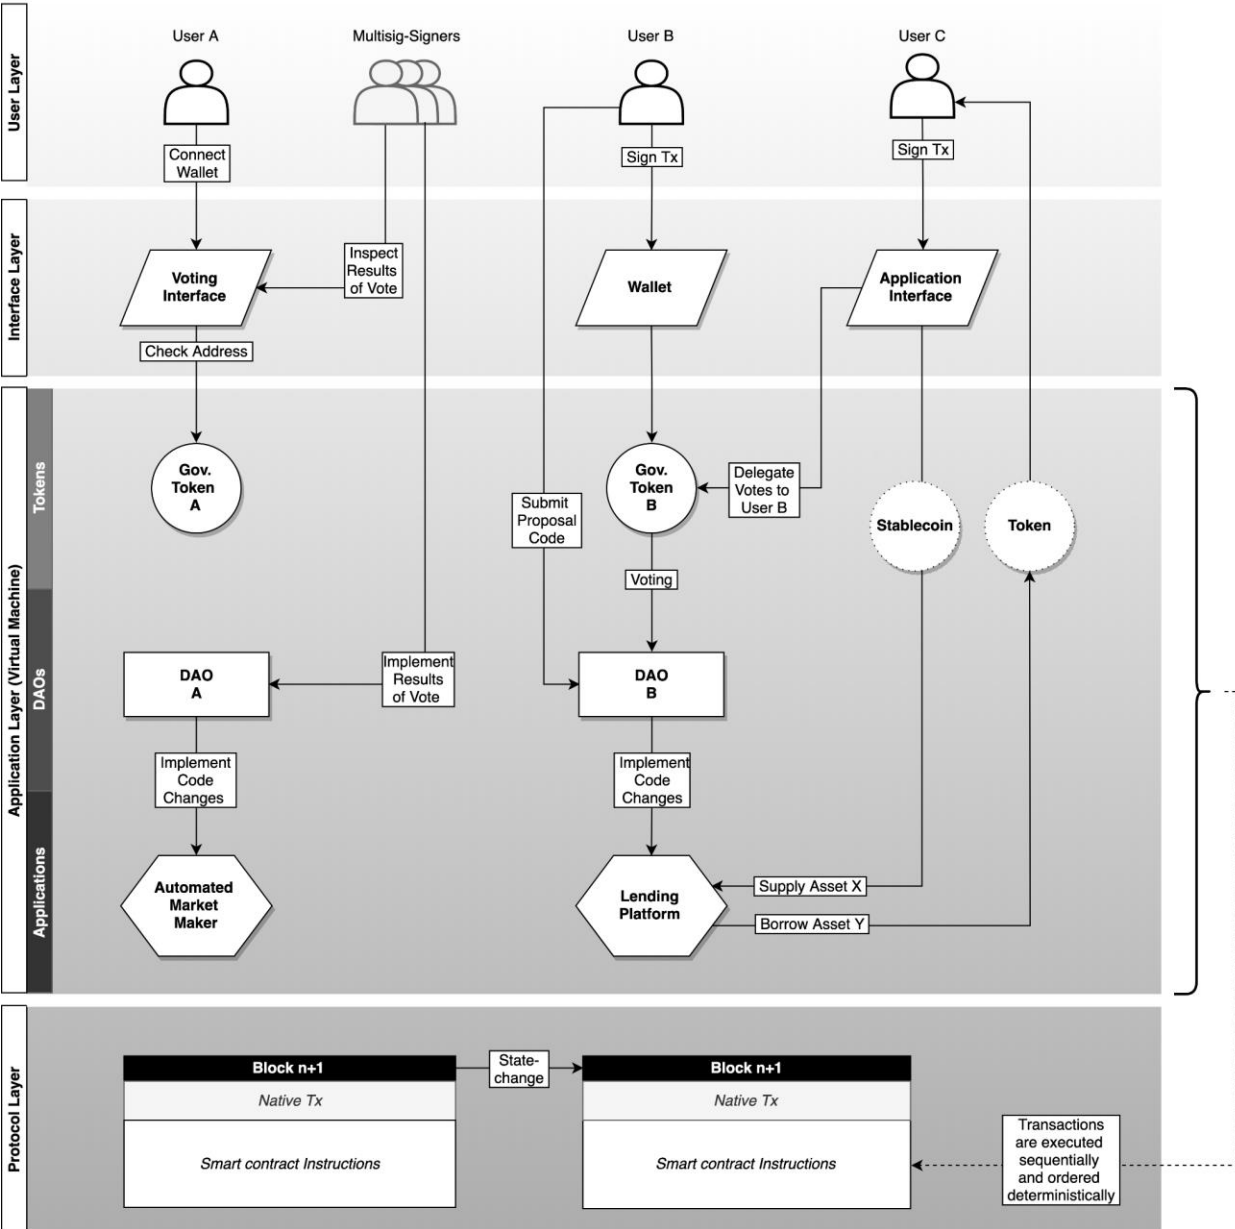 User A
Multisig-Signers
User B
User C
User Layer
Connect
Wallet
Sign Tx
Sign Tx
Interface Layer
Voting
Interface
Inspect
Results
of Vote
Wallet
Application
Interface
Check Address
Application Layer (Virtual Machine)
Tokens
Gov.
Token
A
Gov.
Token
B
Delegate
Votes to
User B
Submit
Proposal
Code
Stablecoin
Token
Voting
DAOs
DAO
A
Implement
Results
of Vote
DAO
B
Implement
Code
Changes
Implement
Code
Changes
Applications
Automated
Market
Maker
Lending
Platform
Supply Asset X
Borrow Asset Y
Protocol Layer
Block n+1
State-
change
Block n+1
Native Tx
Native Tx
Smart contract Instructions
Smart contract Instructions
Transactions
are executed
sequentially
and ordered
deterministically